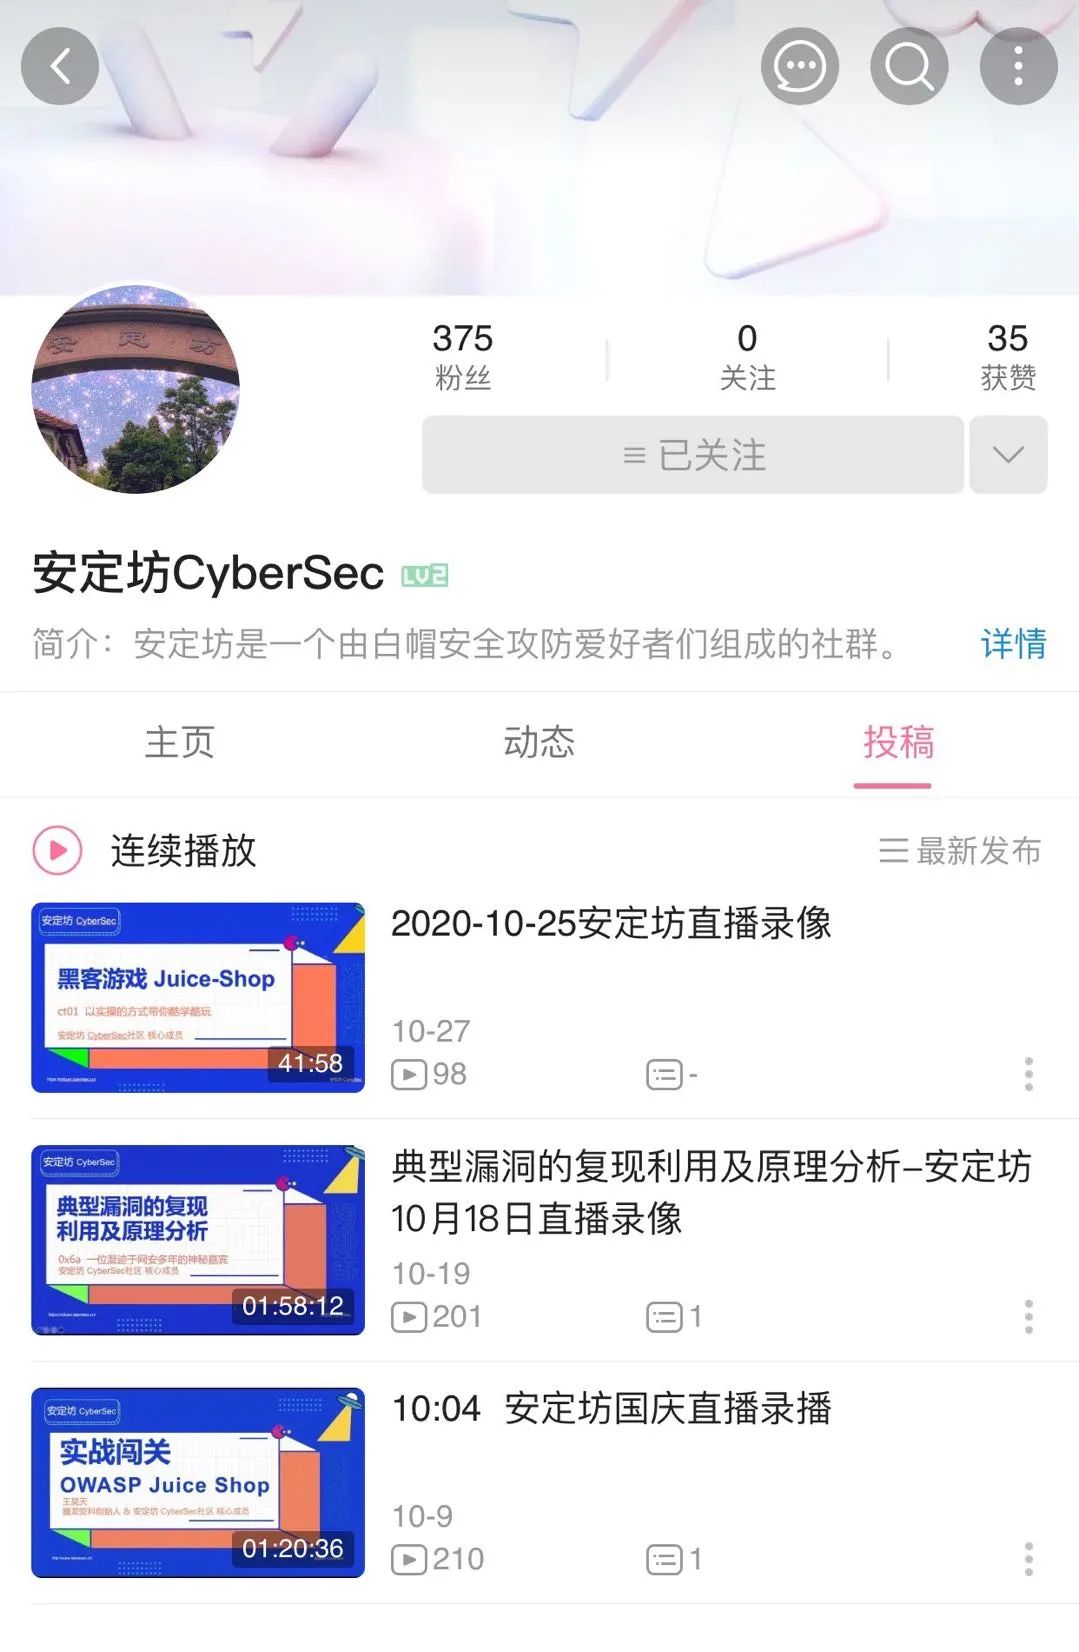 安定坊
375
0
35
粉丝
关注
获赞
已关注
安定坊CyberSec LV2
简介：安定坊是一个由白帽安全攻防爱好者们组成的社群。 详情
主页
动态
投稿
连续播放
最新发布
安定坊 CyberSec
黑客游戏 Juice-Shop
ct01 以实操的方式带你酷学酷玩
安定坊 CyberSec社区 核心成员
41:58
2020-10-25安定坊直播录像
10-27
98
-
安定坊 CyberSec
典型漏洞的复现
利用及原理分析
0x6a 一位混迹于网安多年的神秘嘉宾
安定坊 CyberSec社区 核心成员
01:58:12
典型漏洞的复现利用及原理分析–安定坊
10月18日直播录像
10-19
201
1
安定坊 CyberSec
实战闯关
OWASP Juice Shop
王昊天
安定坊 CyberSec社区 核心成员
01:20:36
10:04 安定坊国庆直播录播
10-9
210
1